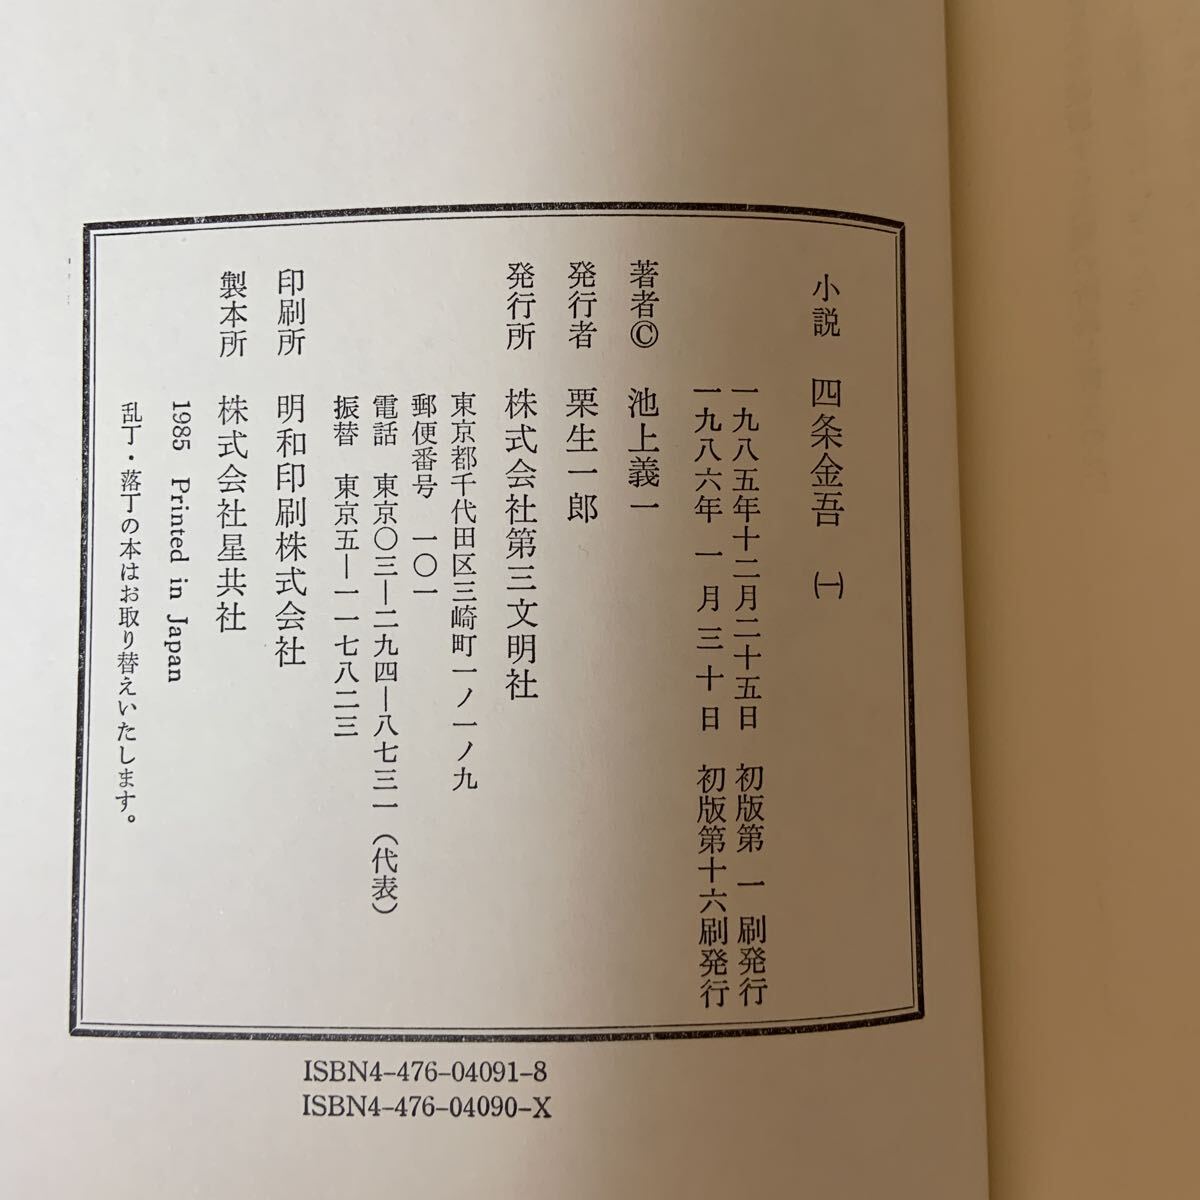 小説　四条金吾　㈠
一九八五年十二月二十五日　初版第一刷発行
一九八六年一月三十日　初版第十六刷発行
著者©　池上義一
発行者　栗生一郎
発行所　株式会社第三文明社
東京都千代田区三崎町一ノ一ノ九
郵便番号　一〇一
電話　東京〇三―二九四―八七三一（代表）
振替　東京五―一一七八二三
印刷所　明和印刷株式会社
製本所　株式会社星共社
1985 Printed in Japan
乱丁・落丁の本はお取り替えいたします。
ISBN4-476-04091-8
ISBN4-476-04090-X